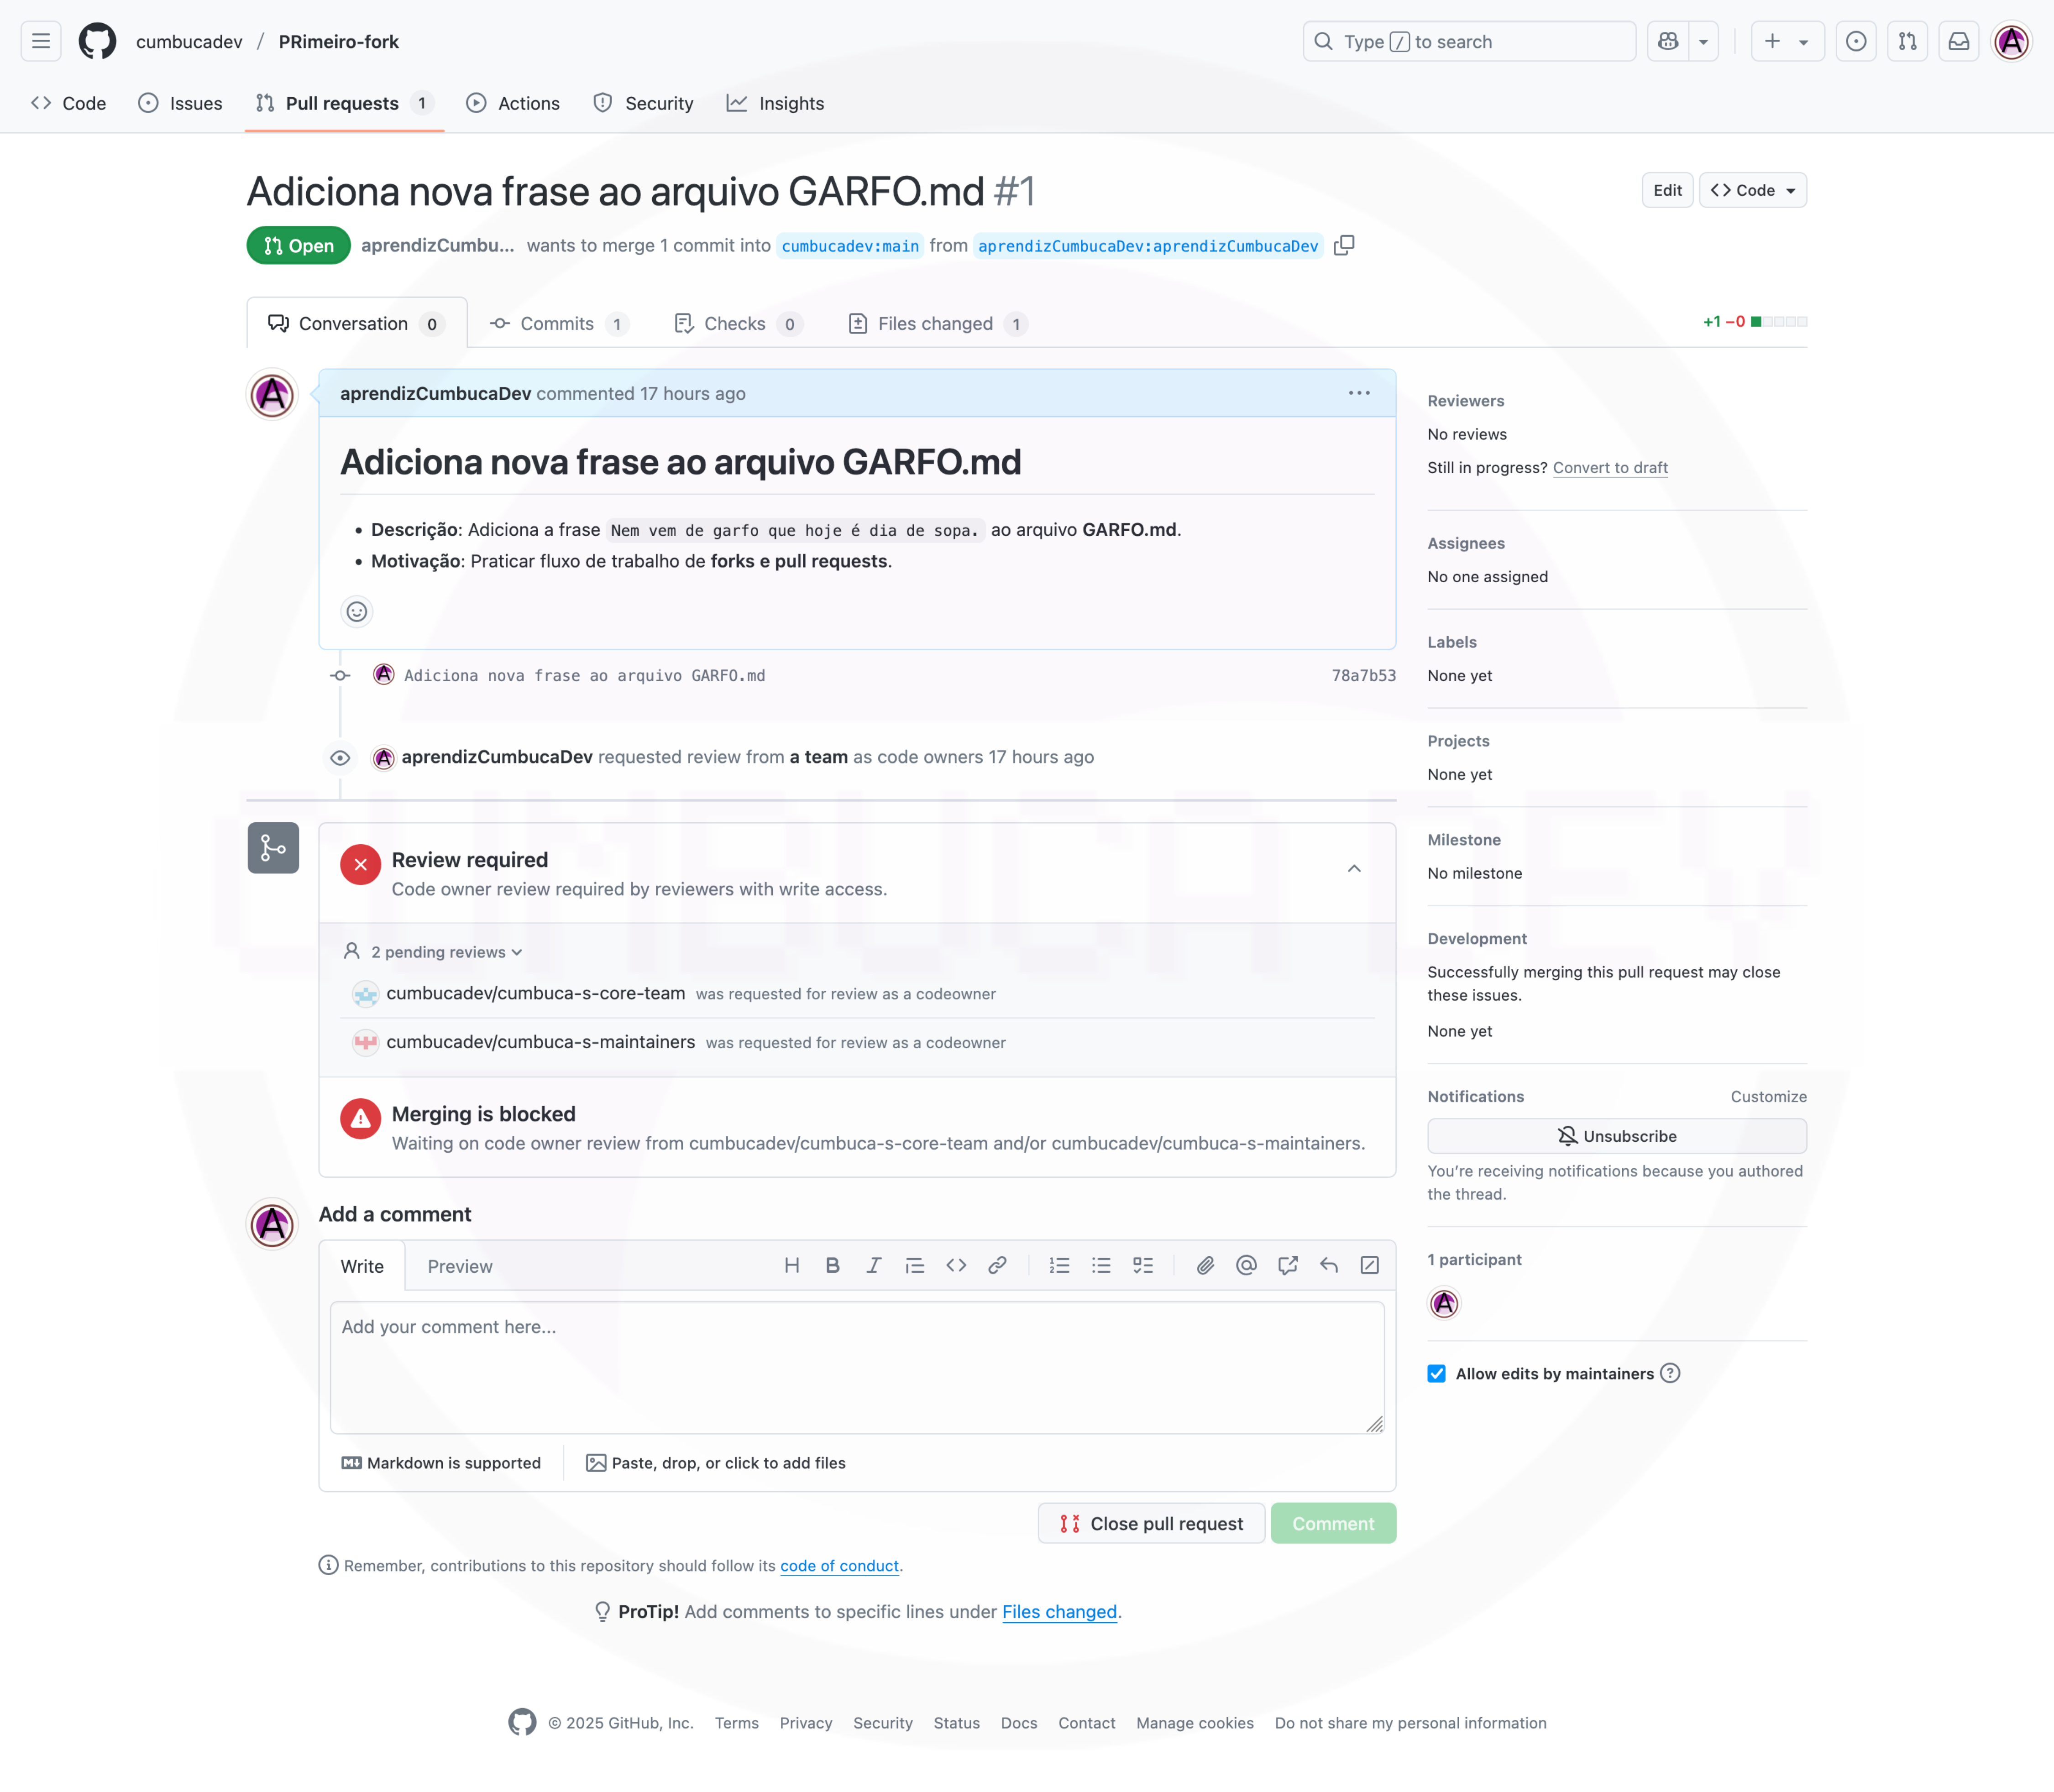 cumbucadev / PRimeiro-fork
Type / to search
Code Issues Pull requests 1 Actions Security Insights
Adiciona nova frase ao arquivo GARFO.md #1
Edit Code
Open aprendizCumbu... wants to merge 1 commit into cumbucadev:main from aprendizCumbucaDev:aprendizCumbucaDev
Conversation 0 Commits 1 Checks 0 Files changed 1
+1 −0
aprendizCumbucaDev commented 17 hours ago
Adiciona nova frase ao arquivo GARFO.md
• Descrição: Adiciona a frase Nem vem de garfo que hoje é dia de sopa. ao arquivo GARFO.md.
• Motivação: Praticar fluxo de trabalho de forks e pull requests.
Adiciona nova frase ao arquivo GARFO.md 78a7b53
aprendizCumbucaDev requested review from a team as code owners 17 hours ago
Review required
Code owner review required by reviewers with write access.
2 pending reviews
cumbucadev/cumbuca-s-core-team was requested for review as a codeowner
cumbucadev/cumbuca-s-maintainers was requested for review as a codeowner
Merging is blocked
Waiting on code owner review from cumbucadev/cumbuca-s-core-team and/or cumbucadev/cumbuca-s-maintainers.
Add a comment
Write Preview
Add your comment here...
Markdown is supported
Paste, drop, or click to add files
Close pull request
Comment
Remember, contributions to this repository should follow its code of conduct.
ProTip! Add comments to specific lines under Files changed.
Reviewers
No reviews
Still in progress? Convert to draft
Assignees
No one assigned
Labels
None yet
Projects
None yet
Milestone
No milestone
Development
Successfully merging this pull request may close
these issues.
None yet
Notifications Customize
Unsubscribe
You're receiving notifications because you authored
the thread.
1 participant
Allow edits by maintainers
© 2025 GitHub, Inc. Terms Privacy Security Status Docs Contact Manage cookies Do not share my personal information
CUMBUCA DEV